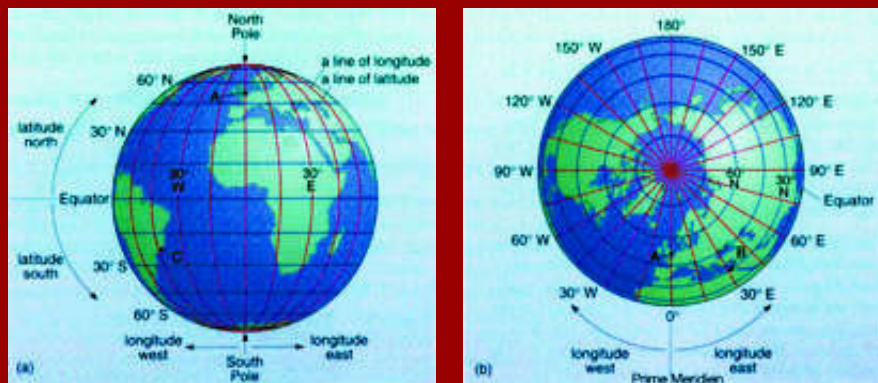 North
Pole
a line of longitude
a line of latitude
60° N
A
latitude
north
30° N
30°
W
30°
E
Equator
C
latitude
south
30° S
60° S
longitude
west
longitude
east
South
Pole
(a)
180°
150° W
150° E
120° W
120° E
90° W
60°
N
30°
N
90° E
Equator
60° W
60° E
A
B
30° W
30° E
0°
longitude
west
longitude
east
Prime Meridien
(b)